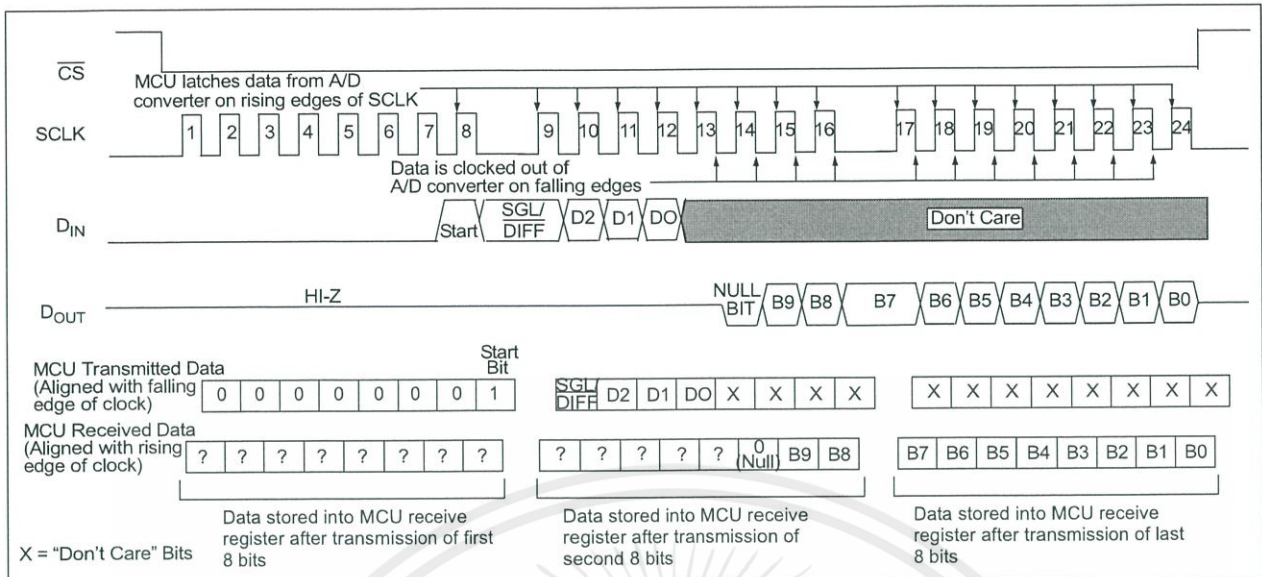 CS
MCU latches data from A/D
converter on rising edges of SCLK
SCLK
1 2 3 4 5 6 7 8 9 10 11 12 13 14 15 16 17 18 19 20 21 22 23 24
Data is clocked out of
A/D converter on falling edges
DIN
Start SGL/DIFF D2 D1 DO Don't Care
HI-Z
DOUT
NULL BIT B9 B8 B7 B6 B5 B4 B3 B2 B1 B0
Start
Bit
MCU Transmitted Data
(Aligned with falling
edge of clock)
0 0 0 0 0 0 0 1 SGL/DIFF D2 D1 DO X X X X X X X X X X X X
MCU Received Data
(Aligned with rising
edge of clock)
? ? ? ? ? ? ? ? ? ? ? ? ? 0 (Null) B9 B8 B7 B6 B5 B4 B3 B2 B1 B0
Data stored into MCU receive
register after transmission of first
8 bits
Data stored into MCU receive
register after transmission of
second 8 bits
Data stored into MCU receive
register after transmission of last
8 bits
X = "Don't Care" Bits